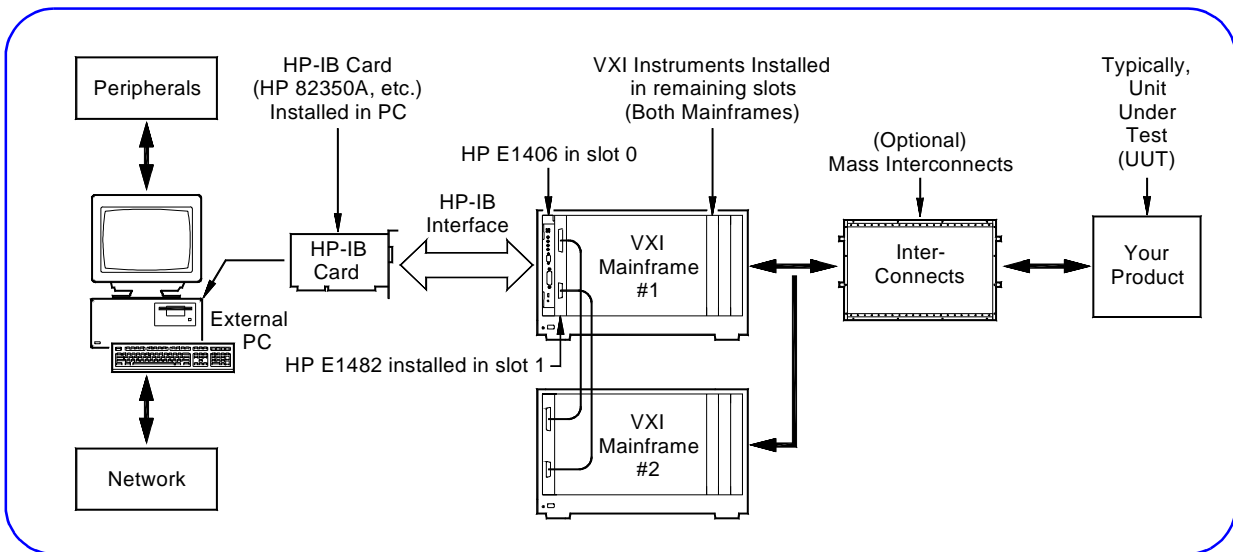 Peripherals
HP-IB Card
(HP 82350A, etc.)
Installed in PC
VXI Instruments Installed
in remaining slots
(Both Mainframes)
Typically,
Unit
Under
Test
(UUT)
HP E1406 in slot 0
(Optional)
Mass Interconnects
HP-IB
Interface
HP-IB
Card
VXI
Mainframe
#1
Inter-
Connects
Your
Product
External
PC
HP E1482 installed in slot 1
VXI
Mainframe
#2
Network